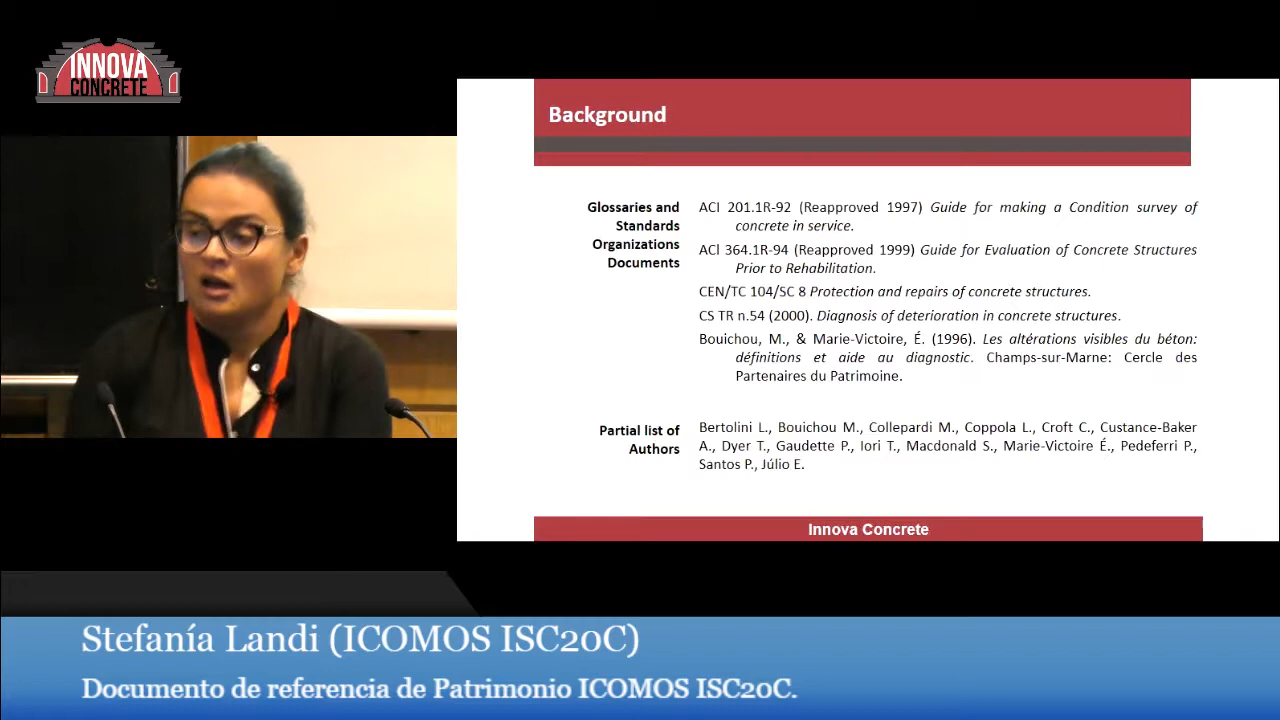 INNOVA
CONCRETE
Background
Glossaries and
Standards
Organizations
Documents
ACI 201.1R-92 (Reapproved 1997) Guide for making a Condition survey of
concrete in service.
ACI 364.1R-94 (Reapproved 1999) Guide for Evaluation of Concrete Structures
Prior to Rehabilitation.
CEN/TC 104/SC 8 Protection and repairs of concrete structures.
CS TR n.54 (2000). Diagnosis of deterioration in concrete structures.
Bouichou, M., & Marie-Victoire, É. (1996). Les altérations visibles du béton:
définitions et aide au diagnostic. Champs-sur-Marne: Cercle des
Partenaires du Patrimoine.
Partial list of
Authors
Bertolini L., Bouichou M., Collepardi M., Coppola L., Croft C., Custance-Baker
A., Dyer T., Gaudette P., Iori T., Macdonald S., Marie-Victoire É., Pedeferri P.,
Santos P., Júlio E.
Innova Concrete
Stefanía Landi (ICOMOS ISC20C)
Documento de referencia de Patrimonio ICOMOS ISC20C.